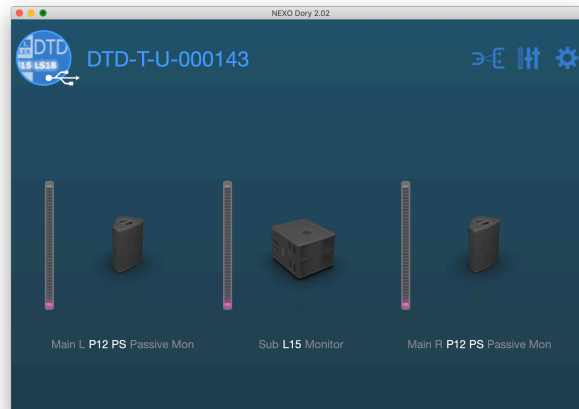 NEXO Dory 2.02
DTD
S15 LS18
DTD-T-U-000143
Main L P12 PS Passive Mon
Sub L15 Monitor
Main R P12 PS Passive Mon